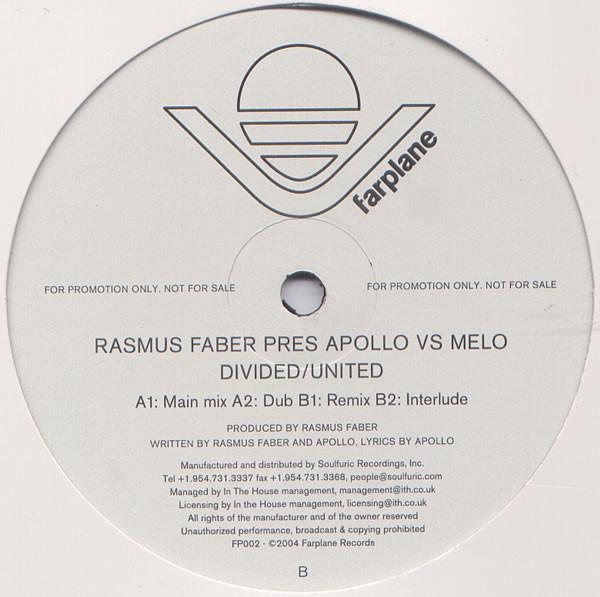 farplane
FOR PROMOTION ONLY. NOT FOR SALE
FOR PROMOTION ONLY. NOT FOR SALE
RASMUS FABER PRES APOLLO VS MELO
DIVIDED/UNITED
A1: Main mix A2: Dub B1: Remix B2: Interlude
PRODUCED BY RASMUS FABER
WRITTEN BY RASMUS FABER AND APOLLO, LYRICS BY APOLLO
Manufactured and distributed by Soulfuric Recordings, Inc.
Tel +1.954.731.3337 fax +1.954.731.3368, people@soulfuric.com
Managed by In The House management, management@ith.co.uk
Licensing by In the House management, licensing@ith.co.uk
All rights of the manufacturer and of the owner reserved
Unauthorized performance, broadcast & copying prohibited
FP002 · ©2004 Farplane Records
B